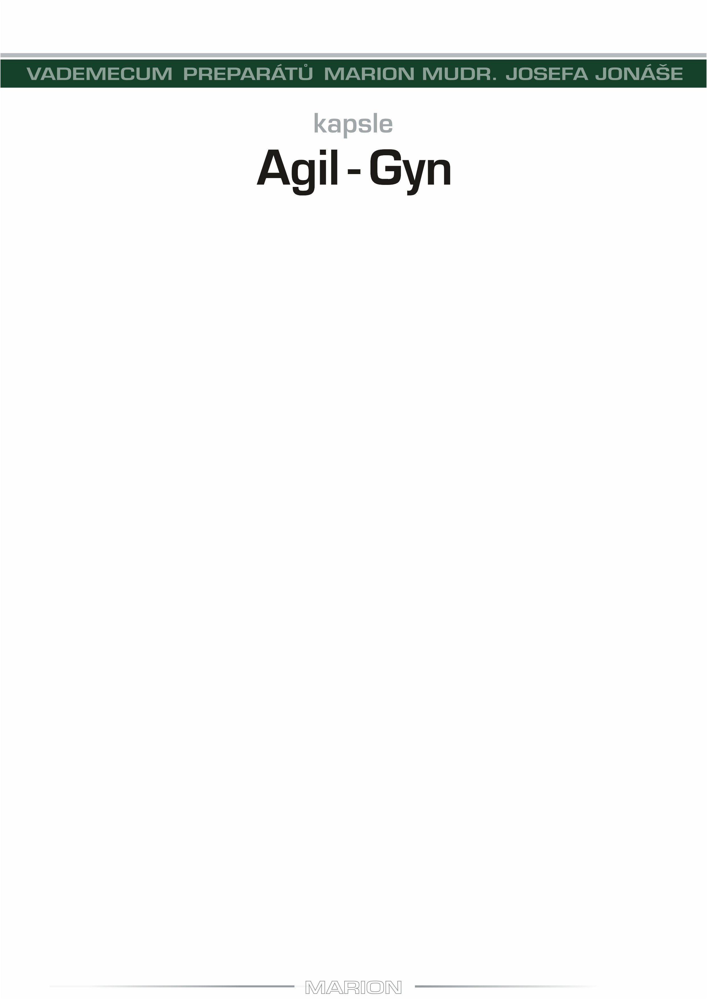 VADEMECUM PREPARÁTŮ MARION MUDR. JOSEFA JONÁŠE
kapsle
Agil - Gyn
MARION